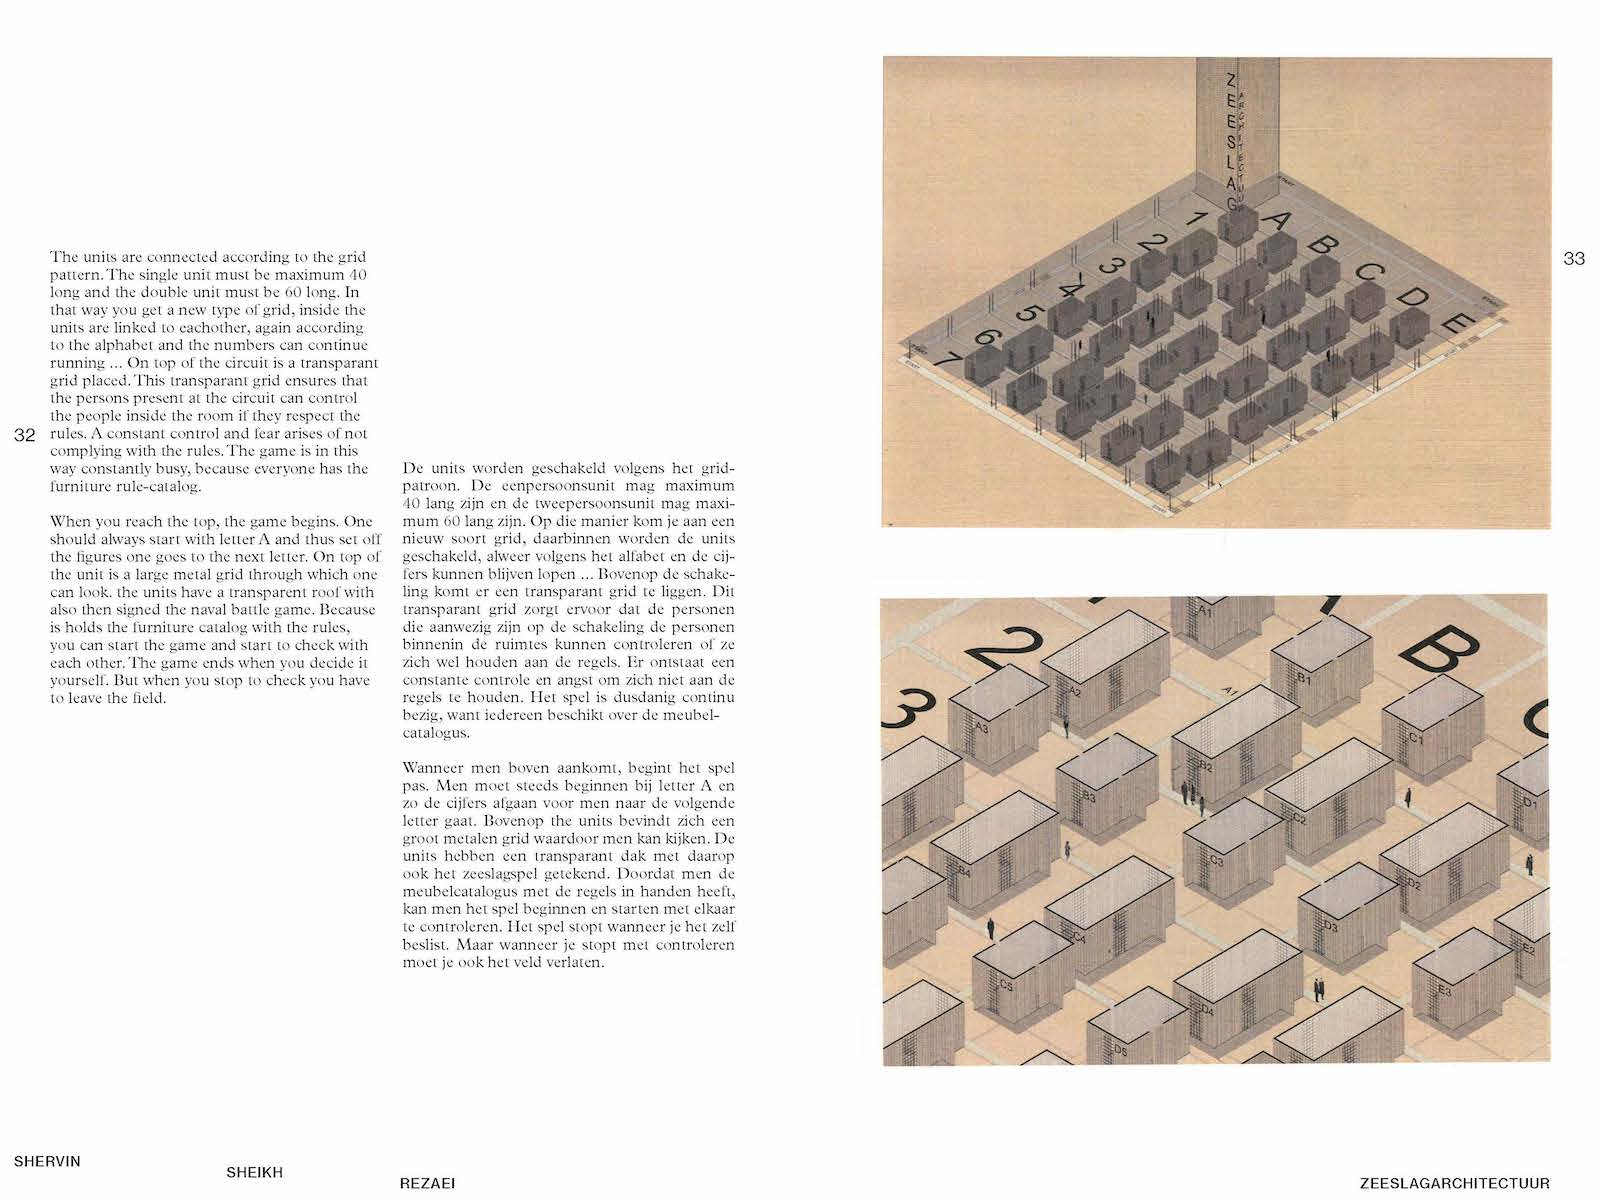 The units are connected according to the grid
pattern. The single unit must be maximum 40
long and the double unit must be 60 long. In
that way you get a new type of grid, inside the
units are linked to eachother, again according
to the alphabet and the numbers can continue
running ... On top of the circuit is a transparant
grid placed. This transparant grid ensures that
the persons present at the circuit can control
the people inside the room if they respect the
rules. A constant control and fear arises of not
complying with the rules. The game is in this
way constantly busy, because everyone has the
furniture rule-catalog.
When you reach the top, the game begins. One
should always start with letter A and thus set off
the figures one goes to the next letter. On top of
the unit is a large metal grid through which one
can look. the units have a transparent roof with
also then signed the naval battle game. Because
is holds the furniture catalog with the rules,
you can start the game and start to check with
each other. The game ends when you decide it
yourself. But when you stop to check you have
to leave the field.
32
De units worden geschakeld volgens het grid-
patroon. De eenpersoonsunit mag maximum
40 lang zijn en de tweepersoonsunit mag maxi-
mum 60 lang zijn. Op die manier kom je aan een
nieuw soort grid, daarbinnen worden de units
geschakeld, alweer volgens het alfabet en de cij-
fers kunnen blijven lopen ... Bovenop de schake-
ling komt er een transparant grid te liggen. Dit
transparant grid zorgt ervoor dat de personen
die aanwezig zijn op de schakeling de personen
binnenin de ruimtes kunnen controleren of ze
zich wel houden aan de regels. Er ontstaat een
constante controle en angst om zich niet aan de
regels te houden. Het spel is dusdanig continu
bezig, want iedereen beschikt over de meubel-
catalogus.
Wanneer men boven aankomt, begint het spel
pas. Men moet steeds beginnen bij letter A en
zo de cijfers afgaan voor men naar de volgende
letter gaat. Bovenop the units bevindt zich een
groot metalen grid waardoor men kan kijken. De
units hebben een transparant dak met daarop
ook het zeeslagspel getekend. Doordat men de
meubelcatalogus met de regels in handen heeft,
kan men het spel beginnen en starten met elkaar
te controleren. Het spel stopt wanneer je het zelf
beslist. Maar wanneer je stopt met controleren
moet je ook het veld verlaten.
ZEESLAG
ARCHITECTUUR
START
1
2
3
4
5
6
7
A
B
C
D
E
START
START
START
33
A1
2
B
A2
A1
B1
3
A3
C1
C
B2
B3
D1
C2
C3
B4
D2
D3
C4
E2
C5
E3
D4
D5
SHERVIN
SHEIKH
REZAEI
ZEESLAGARCHITECTUUR